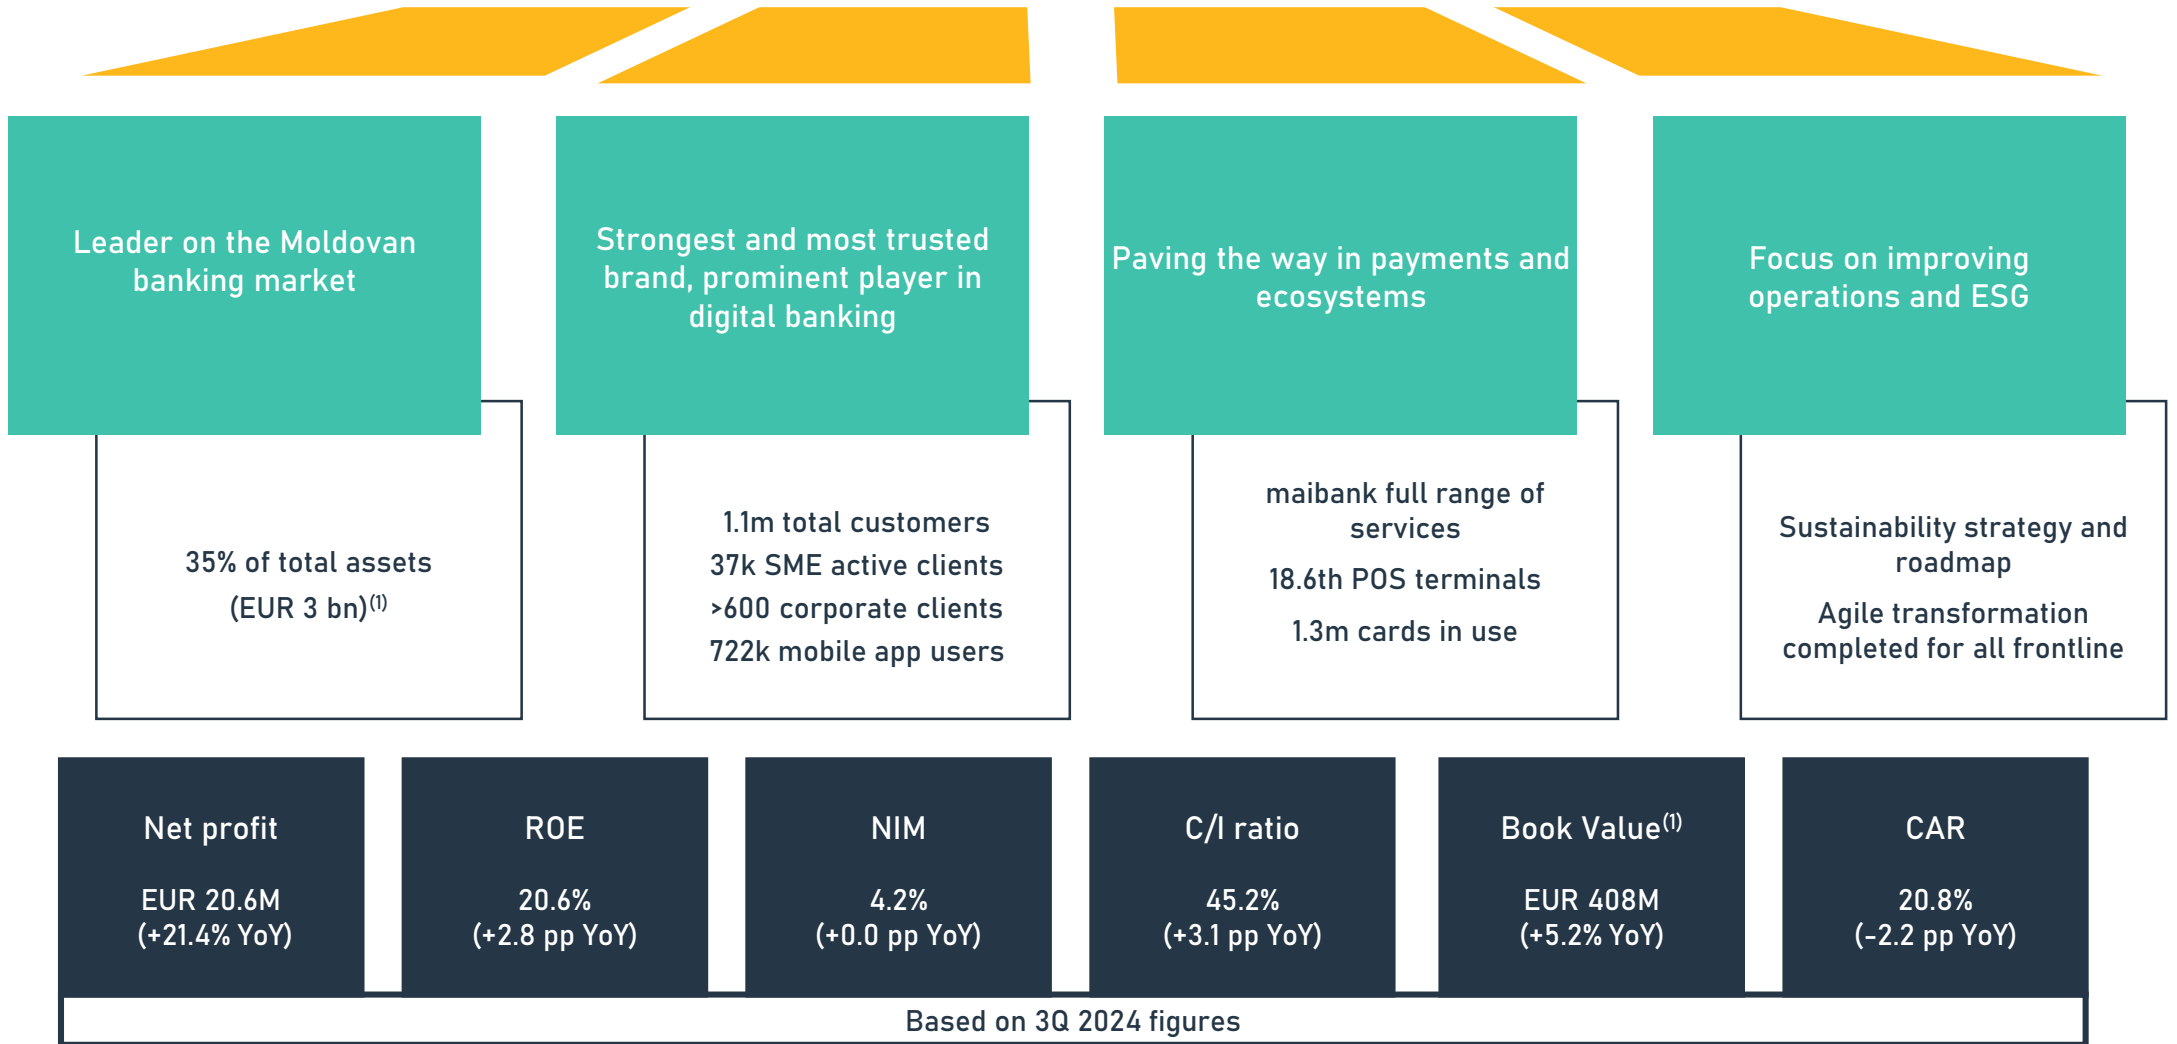 Leader on the Moldovan
banking market
35% of total assets
(EUR 3 bn)(1)
Strongest and most trusted
brand, prominent player in
digital banking
1.1m total customers
37k SME active clients
>600 corporate clients
722k mobile app users
Paving the way in payments and
ecosystems
maibank full range of
services
18.6th POS terminals
1.3m cards in use
Focus on improving
operations and ESG
Sustainability strategy and
roadmap
Agile transformation
completed for all frontline
Net profit
EUR 20.6M
(+21.4% YoY)
ROE
20.6%
(+2.8 pp YoY)
NIM
4.2%
(+0.0 pp YoY)
C/I ratio
45.2%
(+3.1 pp YoY)
Book Value(1)
EUR 408M
(+5.2% YoY)
CAR
20.8%
(-2.2 pp YoY)
Based on 3Q 2024 figures